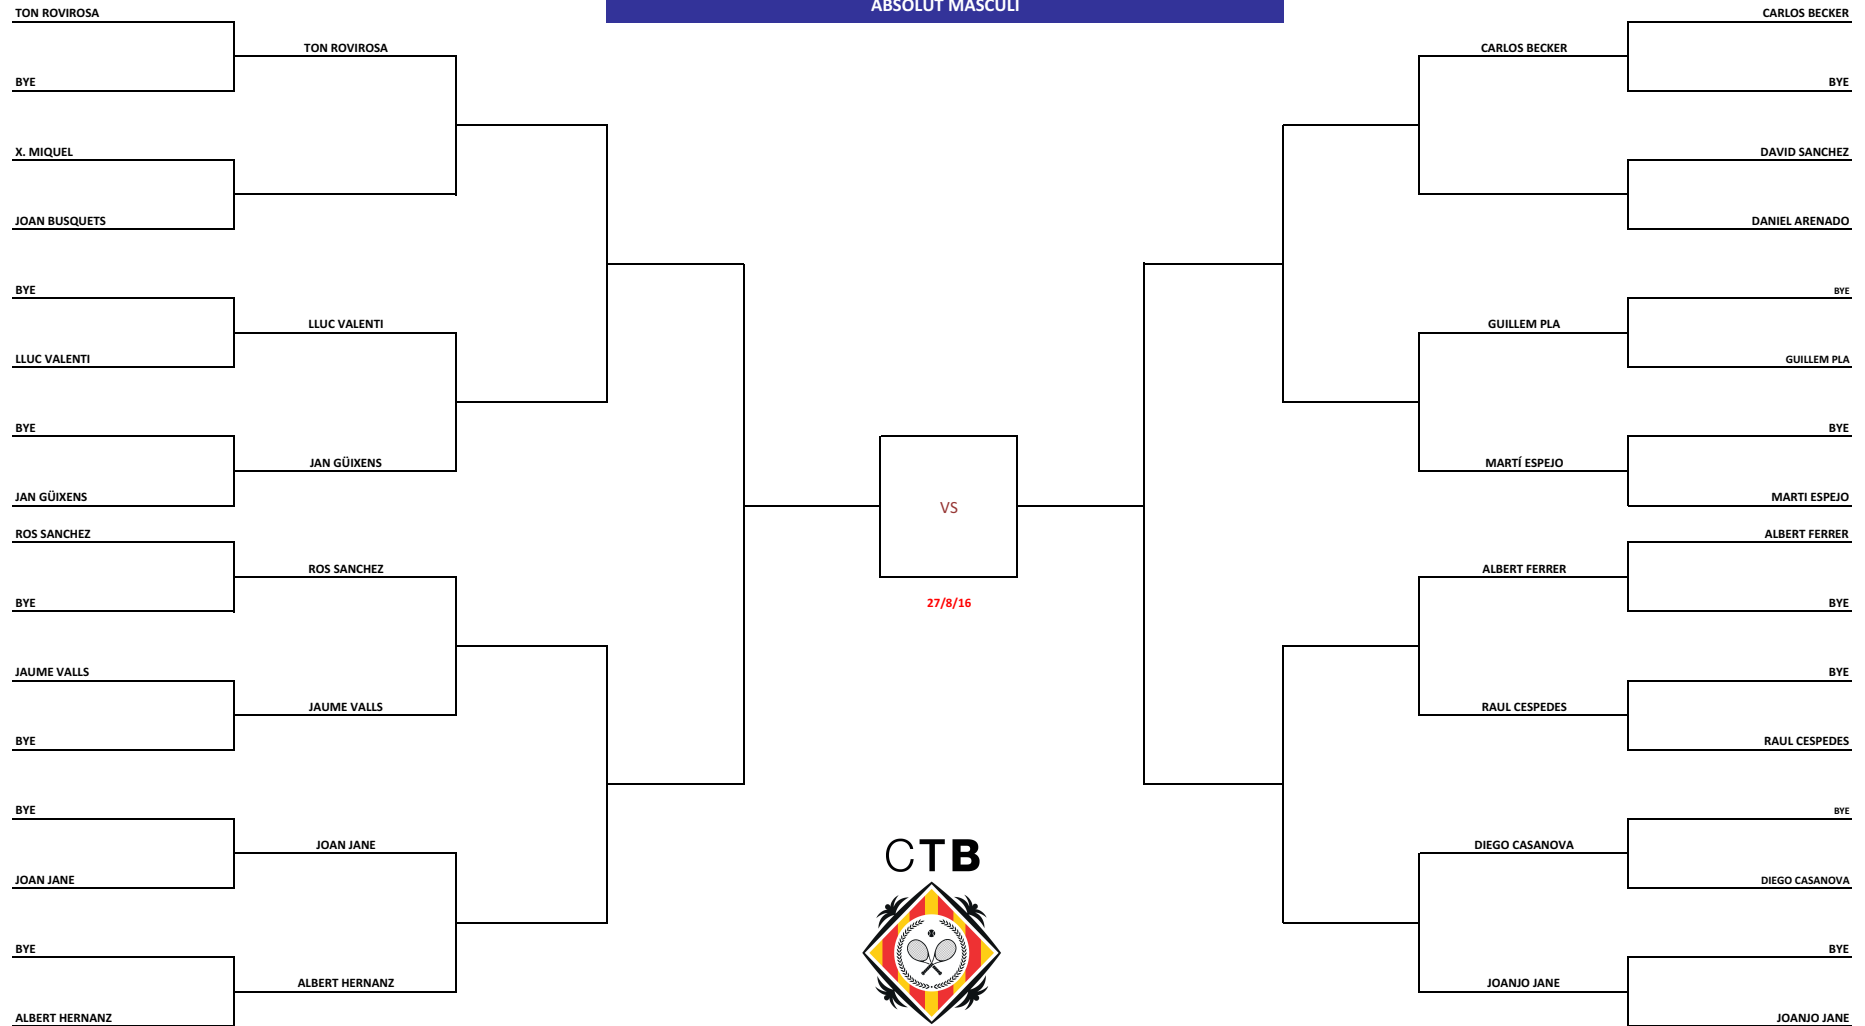 ABSOLUT MASCULI
TON ROVIROSA
BYE
X. MIQUEL
JOAN BUSQUETS
BYE
LLUC VALENTI
BYE
JAN GÜIXENS
ROS SANCHEZ
BYE
JAUME VALLS
BYE
BYE
JOAN JANE
BYE
ALBERT HERNANZ
TON ROVIROSA
LLUC VALENTI
JAN GÜIXENS
ROS SANCHEZ
JAUME VALLS
JOAN JANE
ALBERT HERNANZ
VS
27/8/16
CTB
CARLOS BECKER
GUILLEM PLA
MARTÍ ESPEJO
ALBERT FERRER
RAUL CESPEDES
DIEGO CASANOVA
JOANJO JANE
CARLOS BECKER
BYE
DAVID SANCHEZ
DANIEL ARENADO
BYE
GUILLEM PLA
BYE
MARTI ESPEJO
ALBERT FERRER
BYE
BYE
RAUL CESPEDES
BYE
DIEGO CASANOVA
BYE
JOANJO JANE